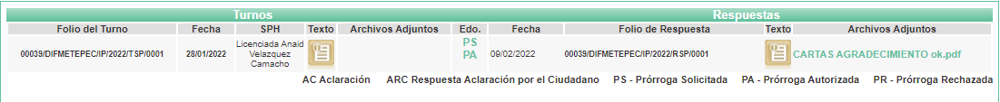 Turnos Respuestas
Folio del Turno Fecha SPH Texto Archivos Adjuntos Edo. Fecha Folio de Respuesta Texto Archivos Adjuntos
00039/DIFMETEPEC/IP/2022/TSP/0001 28/01/2022 Licenciada Anaid Velazquez Camacho PS PA 09/02/2022 00039/DIFMETEPEC/IP/2022/RSP/0001 CARTAS AGRADECIMIENTO ok.pdf
AC Aclaración ARC Respuesta Aclaración por el Ciudadano PS - Prórroga Solicitada PA - Prórroga Autorizada PR - Prórroga Rechazada